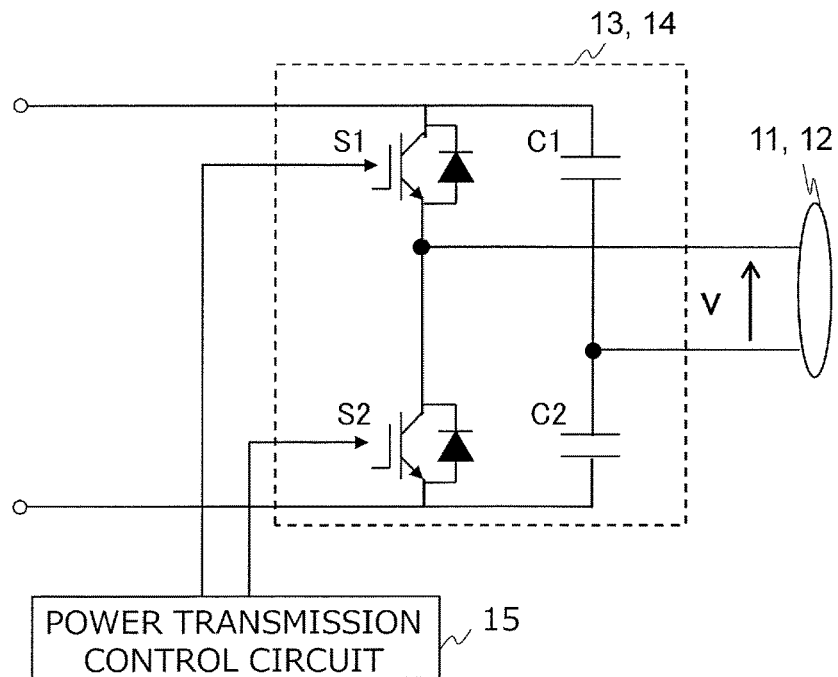 13, 14
S1
C1
11, 12
V
S2
C2
POWER TRANSMISSION
CONTROL CIRCUIT
15